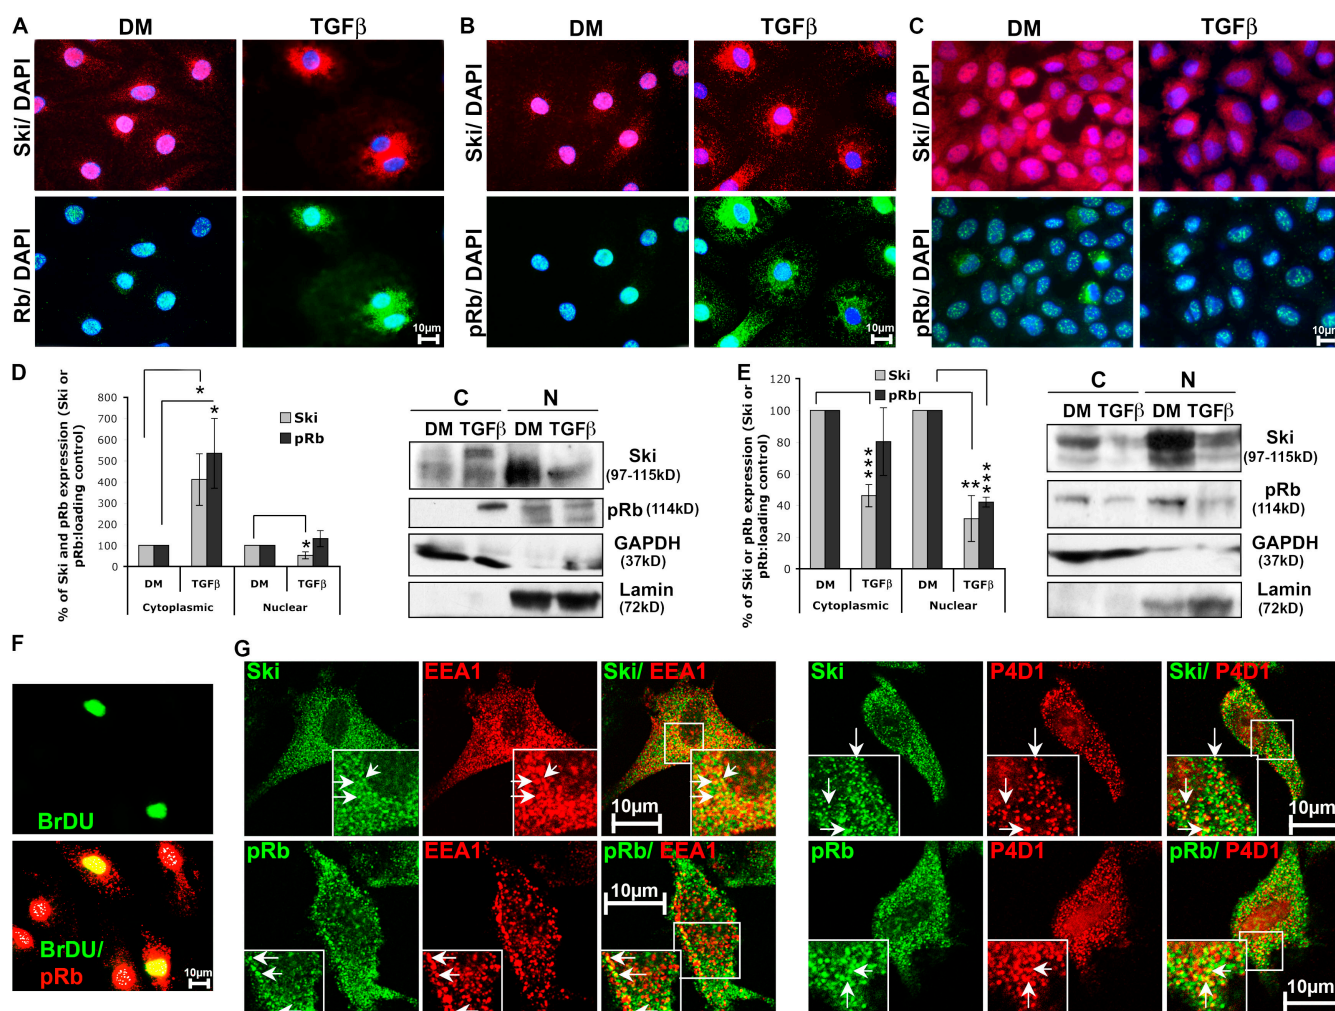 A
DM
TGFβ
B
DM
TGFβ
C
DM
TGFβ
Ski/ DAPI
Ski/ DAPI
Ski/ DAPI
Rb/ DAPI
pRb/ DAPI
pRb/ DAPI
10µm
10µm
10µm
D
% of Ski and pRb expression (Ski or
pRb:loading control)
800
700
600
500
400
300
200
100
0
*
*
*
Ski
pRb
DM
TGFβ
DM
TGFβ
Cytoplasmic
Nuclear
C
N
DM
TGFβ
DM
TGFβ
Ski
(97-115kD)
pRb (114kD)
GAPDH
(37kD)
Lamin
(72kD)
E
% of Ski or pRb expression (Ski or
pRb:loading control)
120
100
80
60
40
20
0
Ski
pRb
***
**
***
DM
TGFβ
DM
TGFβ
Cytoplasmic
Nuclear
C
N
DM
TGFβ
DM
TGFβ
Ski
(97-115kD)
pRb
(114kD)
GAPDH
(37kD)
Lamin
(72kD)
F
BrDU
BrDU/
pRb
10µm
G
Ski
EEA1
Ski/ EEA1
10µm
Ski
P4D1
Ski/ P4D1
10µm
pRb
EEA1
pRb/ EEA1
10µm
pRb
P4D1
pRb/ P4D1
10µm